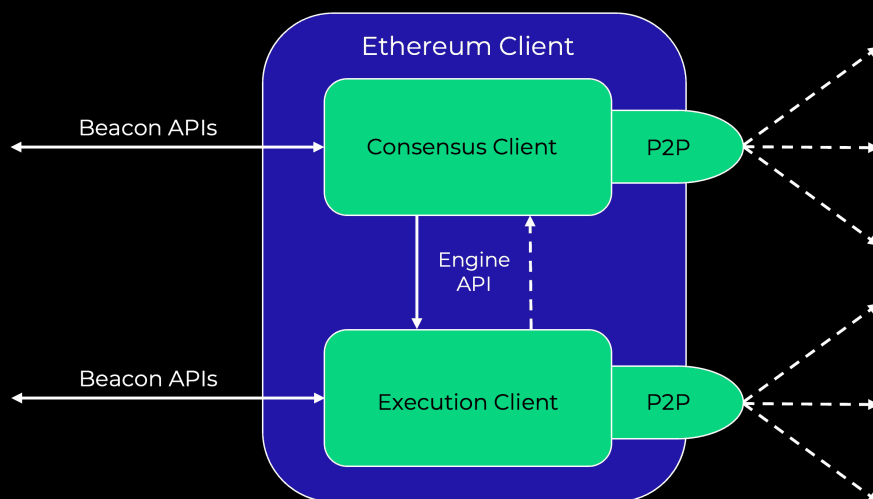 Ethereum Client
Beacon APIs
Consensus Client
P2P
Engine
API
Beacon APIs
Execution Client
P2P